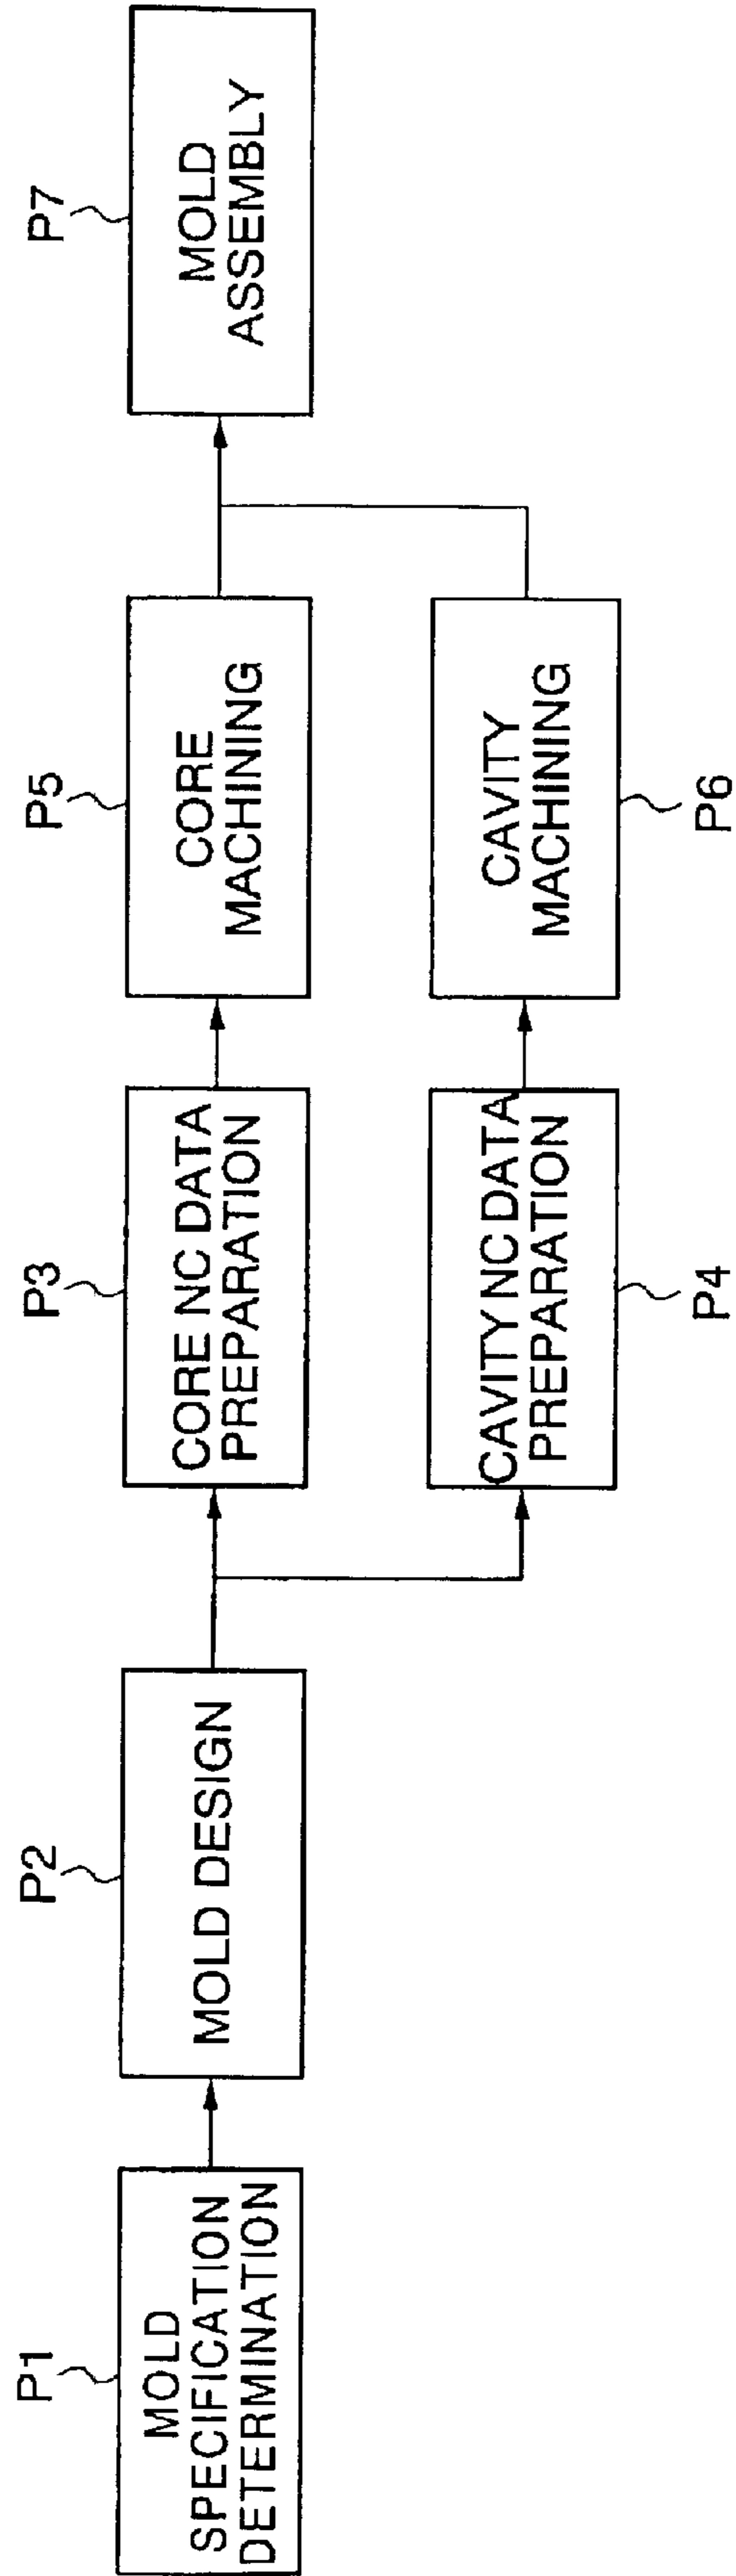 P1
MOLD
SPECIFICATION
DETERMINATION
P2
MOLD DESIGN
P3
CORE NC DATA
PREPARATION
P4
CAVITY NC DATA
PREPARATION
P5
CORE
MACHINING
P6
CAVITY
MACHINING
P7
MOLD
ASSEMBLY